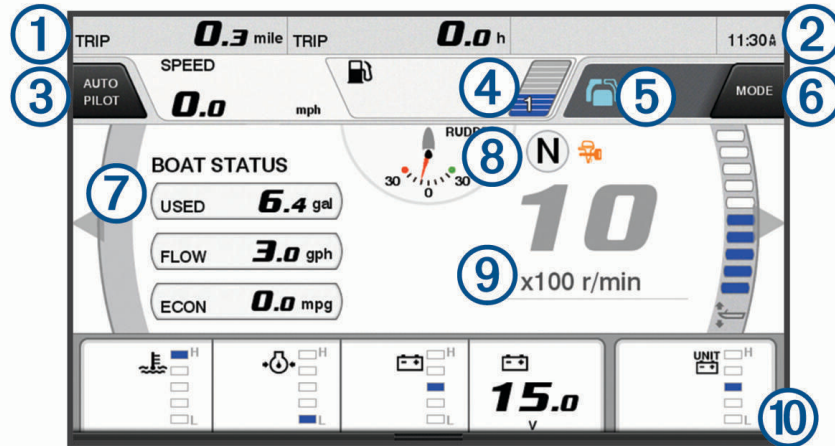 1 TRIP 0.3 mile TRIP 0.0 h 11:30A 2
3 AUTO PILOT SPEED 0.0 mph 4 1 5 MODE 6
8 N
30 0 30
7 BOAT STATUS
USED 6.4 gal
FLOW 3.0 gph
ECON 0.0 mpg
10
9 x100 r/min
H H H UNIT H
15.0
V
L L L L
10